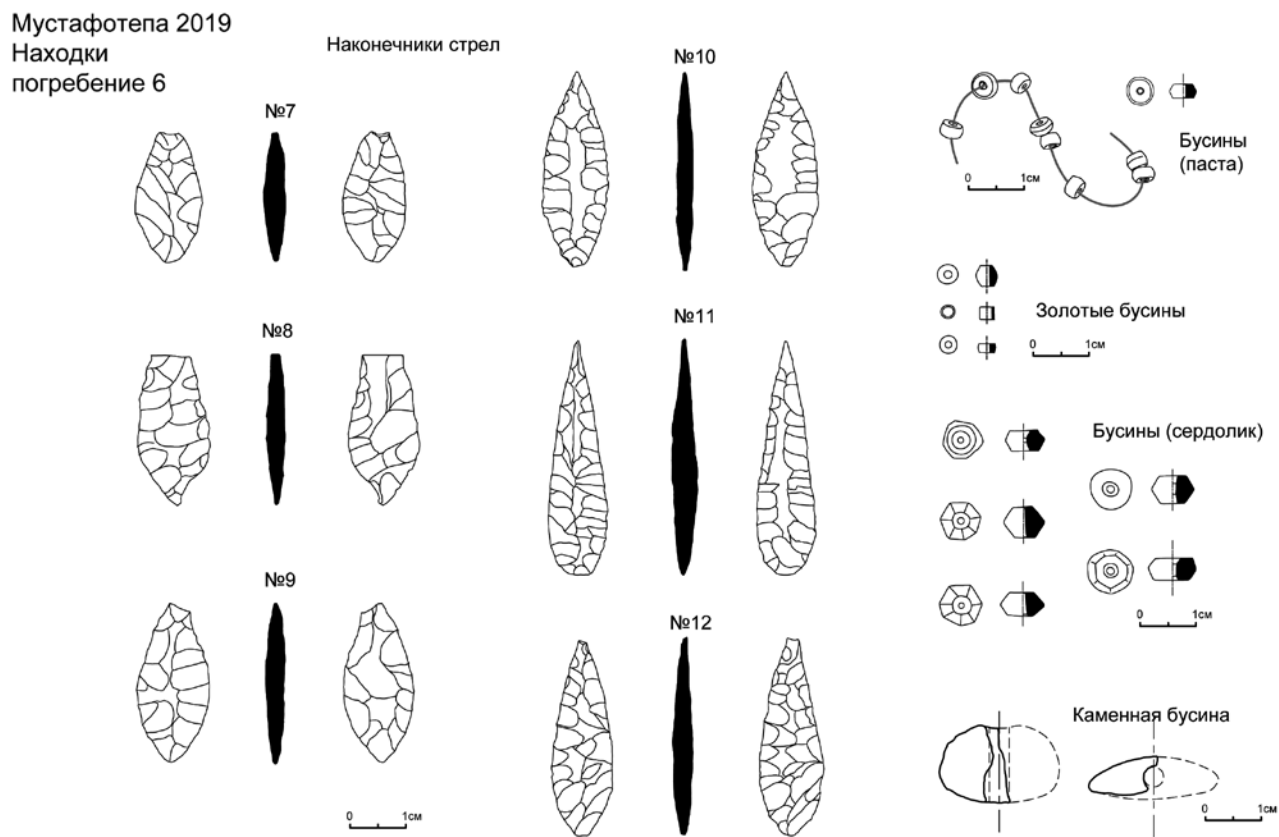 Мустафотепа 2019
Находки
погребение 6
Наконечники стрел
№7
№8
№9
0 1см
№10
№11
№12
Бусины
(паста)
0 1см
Золотые бусины
0 1см
Бусины (сердолик)
0 1см
Каменная бусина
0 1см